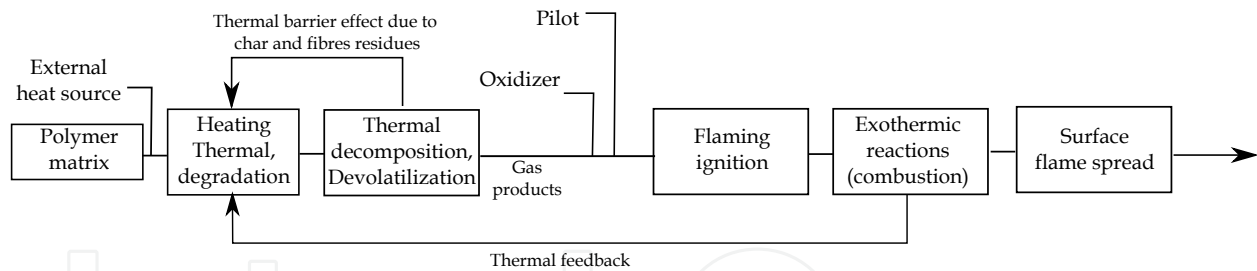 Thermal barrier effect due to
char and fibres residues
Pilot
External
heat source
Oxidizer
Polymer
matrix
Heating
Thermal,
degradation
Thermal
decomposition,
Devolatilization
Gas
products
Flaming
ignition
Exothermic
reactions
(combustion)
Surface
flame spread
Thermal feedback